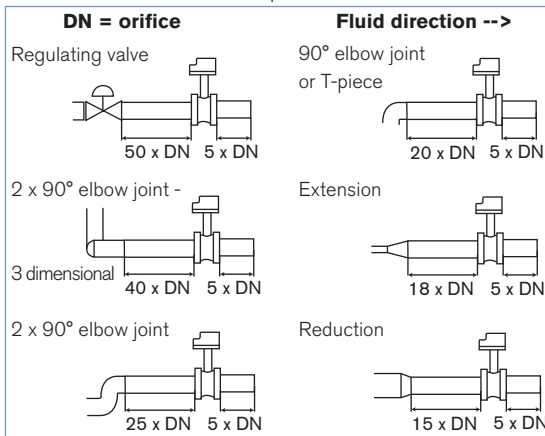 DN = orifice
Fluid direction -->
Regulating valve
50 x DN 5 x DN
90° elbow joint
or T-piece
20 x DN 5 x DN
2 x 90° elbow joint -
3 dimensional
40 x DN 5 x DN
Extension
18 x DN 5 x DN
2 x 90° elbow joint
25 x DN 5 x DN
Reduction
15 x DN 5 x DN